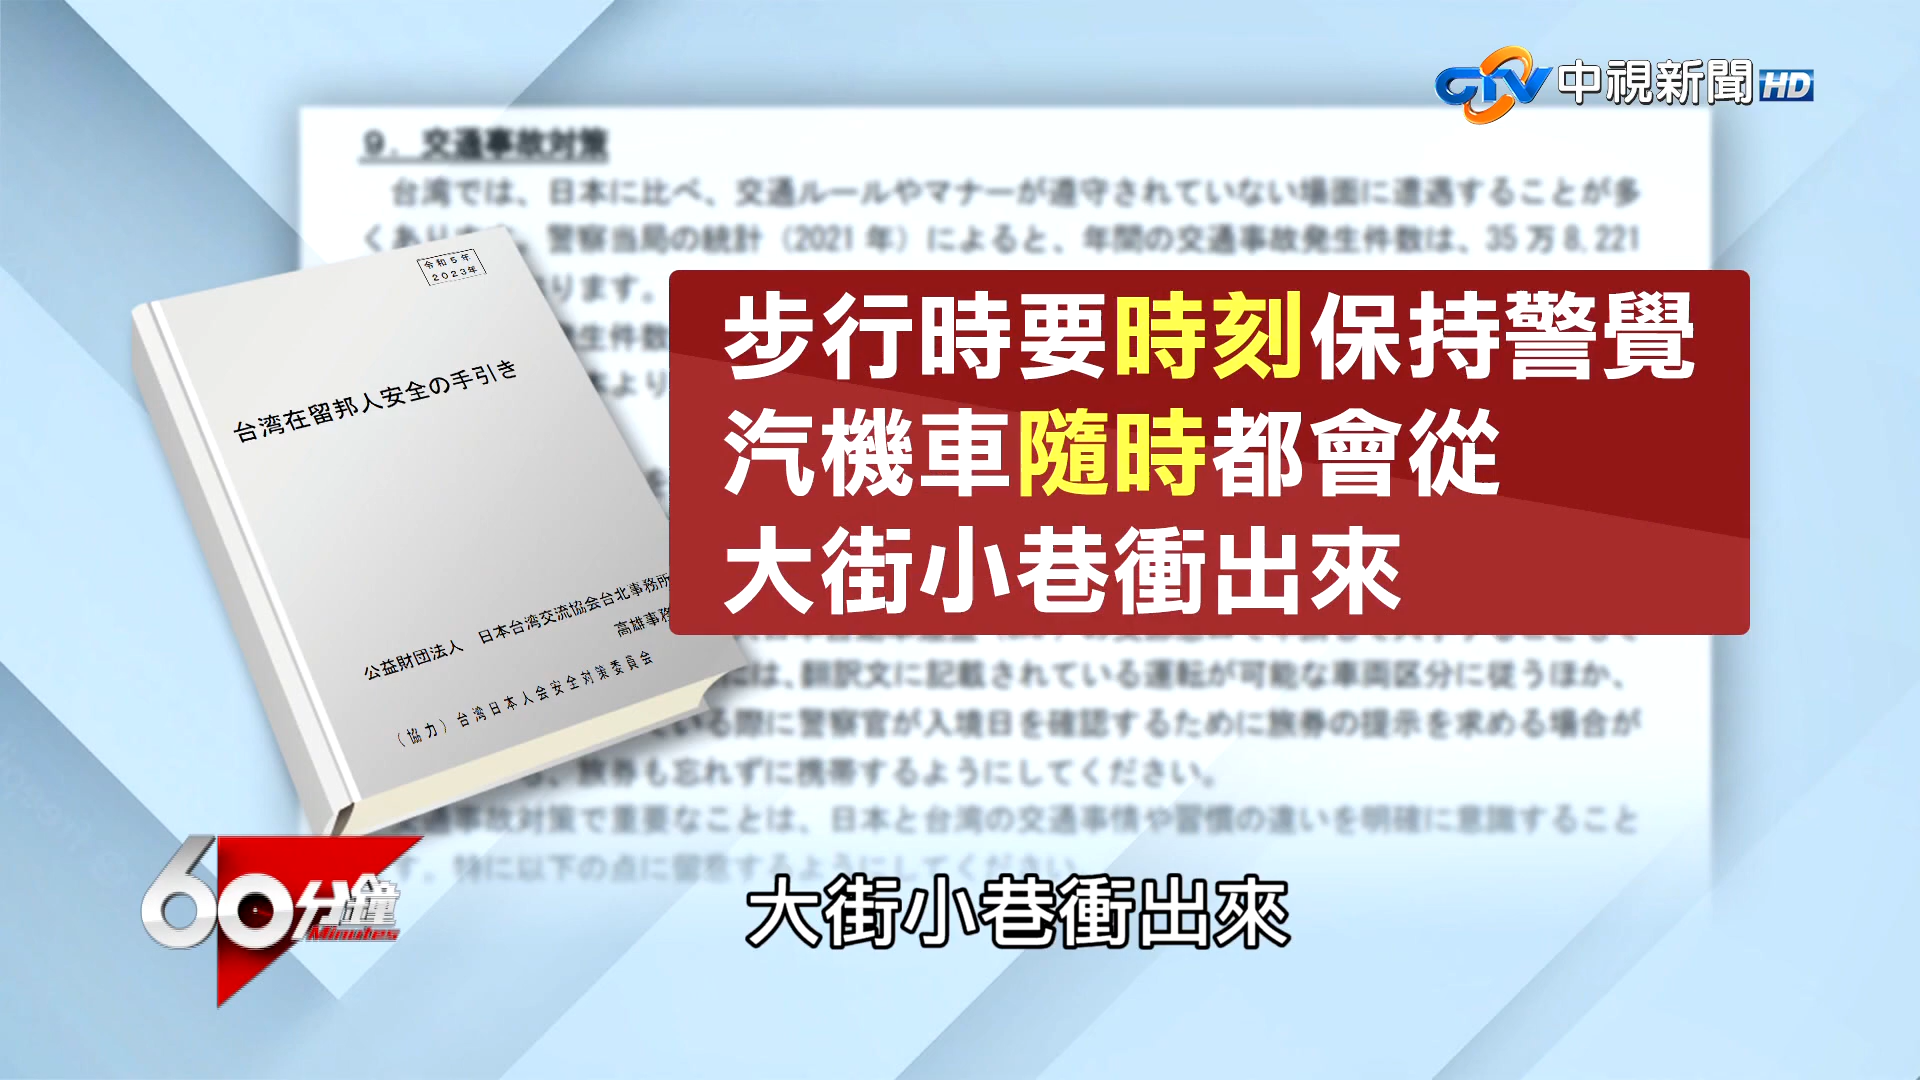 CTV中視新聞HD
9. 交通事故対策
台湾では、日本に比べ、交通ルールやマナーが遵守されていない場面に遭遇することが多
くあります。警察当局の統計（2021年）によると、年間の交通事故発生件数は、35万8,221
ります。
生件数
本より
令和5年
2023年
台湾在留邦人安全の手引き
公益財団法人　日本台湾交流協会台北事務所
高雄事務
（協力）台湾日本人会安全対策委員会
步行時要時刻保持警覺
汽機車隨時都會從
大街小巷衝出來
には、翻訳文に記載されている運転が可能な車両区分に従うほか、
いる際に警察官が入境日を確認するために旅券の提示を求める場合が
、旅券も忘れずに携帯するようにしてください。
事故対策で重要なことは、日本と台湾の交通事情や習慣の違いを明確に意識すること
す。特に以下の点に留意するようにしてください。
60分鐘
Minutes
大街小巷衝出來